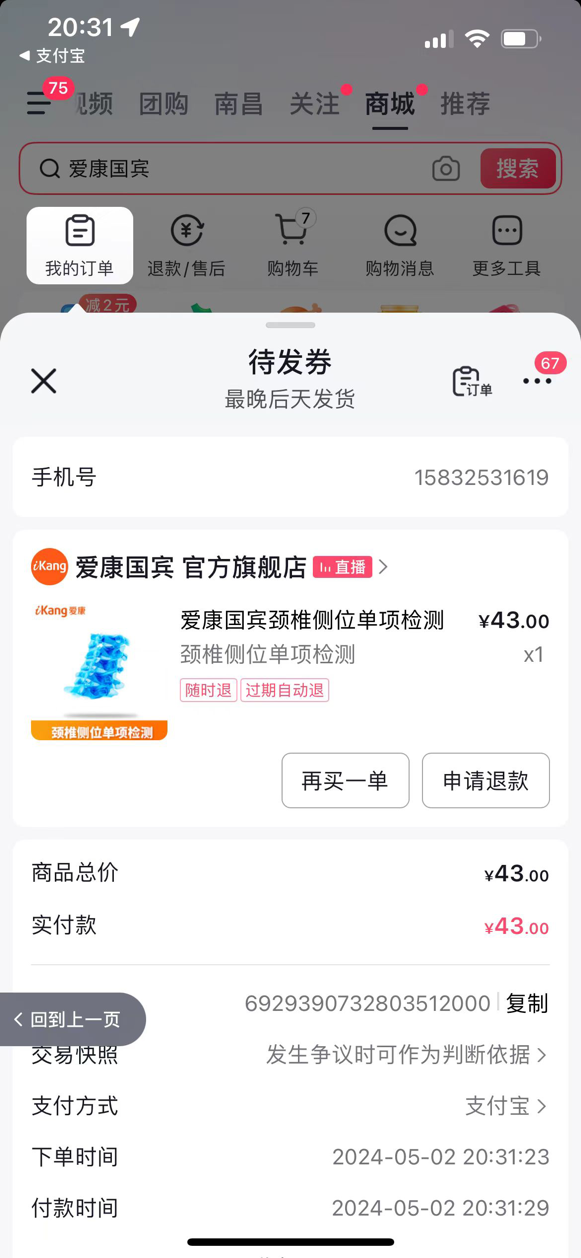 20:31
支付宝
75
视频 团购 南昌 关注 商城 推荐
爱康国宾 搜索
7
我的订单 退款/售后 购物车 购物消息 更多工具
减2元
待发券
67
订单
最晚后天发货
手机号 15832531619
iKang 爱康国宾 官方旗舰店 直播
iKang爱康
爱康国宾颈椎侧位单项检测 ¥43.00
颈椎侧位单项检测 x1
随时退 过期自动退
颈椎侧位单项检测
再买一单 申请退款
商品总价 ¥43.00
实付款 ¥43.00
6929390732803512000 复制
回到上一页
交易快照 发生争议时可作为判断依据
支付方式 支付宝
下单时间 2024-05-02 20:31:23
付款时间 2024-05-02 20:31:29